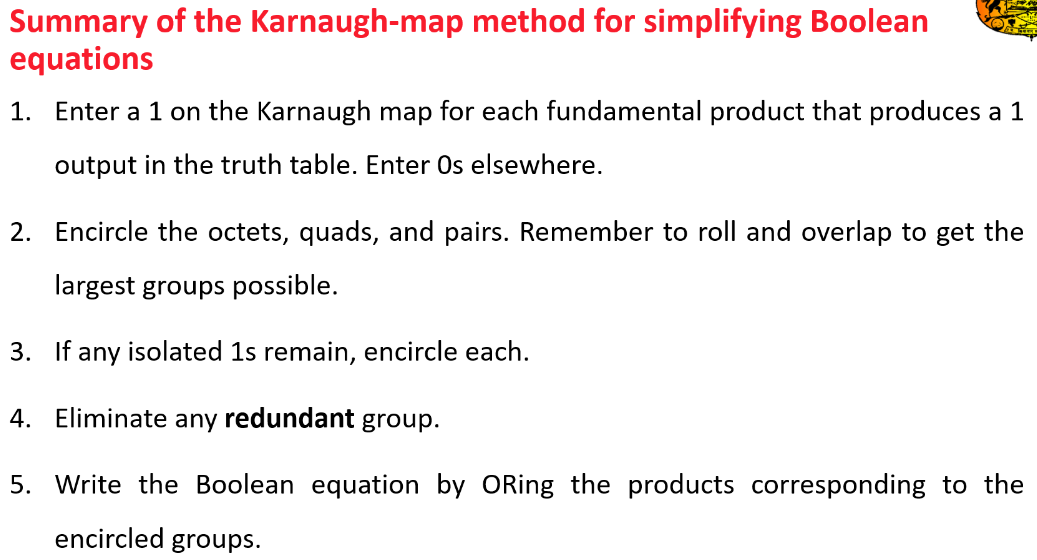 Summary of the Karnaugh-map method for simplifying Boolean
equations
1. Enter a 1 on the Karnaugh map for each fundamental product that produces a 1
output in the truth table. Enter 0s elsewhere.
2. Encircle the octets, quads, and pairs. Remember to roll and overlap to get the
largest groups possible.
3. If any isolated 1s remain, encircle each.
4. Eliminate any redundant group.
5. Write the Boolean equation by ORing the products corresponding to the
encircled groups.